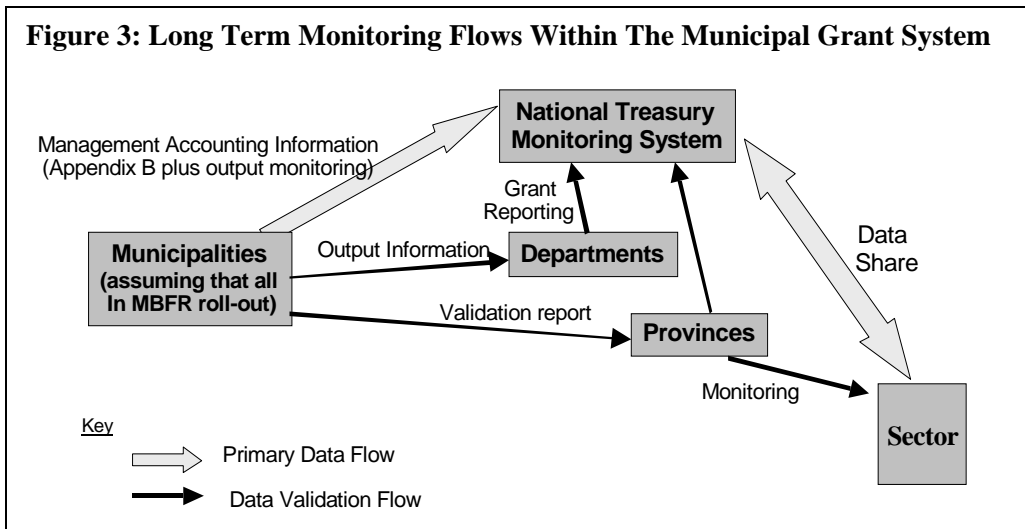 Figure 3: Long Term Monitoring Flows Within The Municipal Grant System
National Treasury
Monitoring System
Management Accounting Information
(Appendix B plus output monitoring)
Grant
Reporting
Municipalities
(assuming that all
In MBFR roll-out)
Output Information
Departments
Data
Share
Validation report
Provinces
Monitoring
Sector
Key
Primary Data Flow
Data Validation Flow